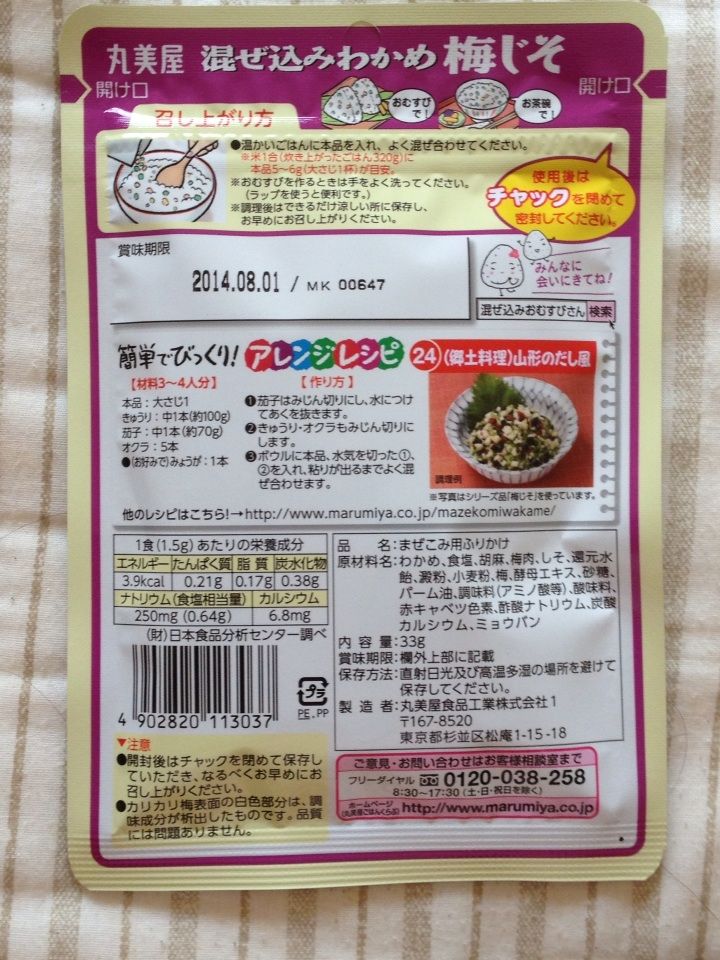 丸美屋 混ぜ込みわかめ 梅じそ
開け口
開け口
おむすびで!
お茶碗で!
召し上がり方
●温かいごはんに本品を入れ、よく混ぜ合わせてください。
※米1合(炊き上がったごはん320g)に
本品5〜6g(大さじ1杯)が目安。
※おむすびを作るときは手をよく洗ってください。
(ラップを使うと便利です。)
※調理後はできるだけ涼しい所に保存し、
お早めにお召し上がりください。
使用後は
チャックを閉めて
密封してください。
賞味期限
2014.08.01 / MK 00647
みんなに
会いにきてね!
混ぜ込みおむすびさん 検索
簡単でびっくり! アレンジレシピ 24 (郷土料理)山形のだし風
【材料3〜4人分】
本品:大さじ1
きゅうり:中1本(約100g)
茄子:中1本(約70g)
オクラ:5本
●(お好みで)みょうが:1本
【作り方】
❶茄子はみじん切りにし、水につけ
てあくを抜きます。
❷きゅうり・オクラもみじん切りに
します。
❸ボウルに本品、水気を切った①、
②を入れ、粘りが出るまでよく混
ぜ合わせます。
調理例
※写真はシリーズ品「梅じそ」を使っています。
他のレシピはこちら!→http://www.marumiya.co.jp/mazekomiwakame/
1食(1.5g)あたりの栄養成分
エネルギー たんぱく質 脂質 炭水化物
3.9kcal 0.21g 0.17g 0.38g
ナトリウム(食塩相当量) カルシウム
250mg(0.64g) 6.8mg
(財)日本食品分析センター調べ
4 902820 113037
プラ
PE,PP
▼注意
●開封後はチャックを閉めて保存し
ていただき、なるべくお早めにお
召し上がりください。
●カリカリ梅表面の白色部分は、調
味成分が析出したものです。品質
には問題ありません。
品名:まぜこみ用ふりかけ
原材料名:わかめ、食塩、胡麻、梅肉、しそ、還元水
飴、澱粉、小麦粉、梅、酵母エキス、砂糖、
パーム油、調味料(アミノ酸等)、酸味料、
赤キャベツ色素、酢酸ナトリウム、炭酸
カルシウム、ミョウバン
内容量:33g
賞味期限:欄外上部に記載
保存方法:直射日光及び高温多湿の場所を避けて
保存してください。
製造者:丸美屋食品工業株式会社1
〒167-8520
東京都杉並区松庵1-15-18
ご意見・お問い合わせはお客様相談室まで
フリーダイヤル 0120-038-258
8:30〜17:30(土・日・祝日を除く)
ホームページ
(丸美屋ごはんくらぶ) http://www.marumiya.co.jp